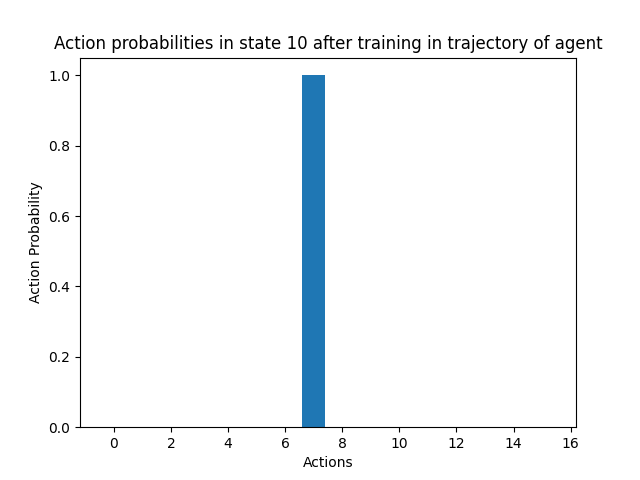 Action probabilities in state 10 after training in trajectory of agent
1.0
0.8
0.6
0.4
0.2
0.0
Action Probability
0 2 4 6 8 10 12 14 16
Actions